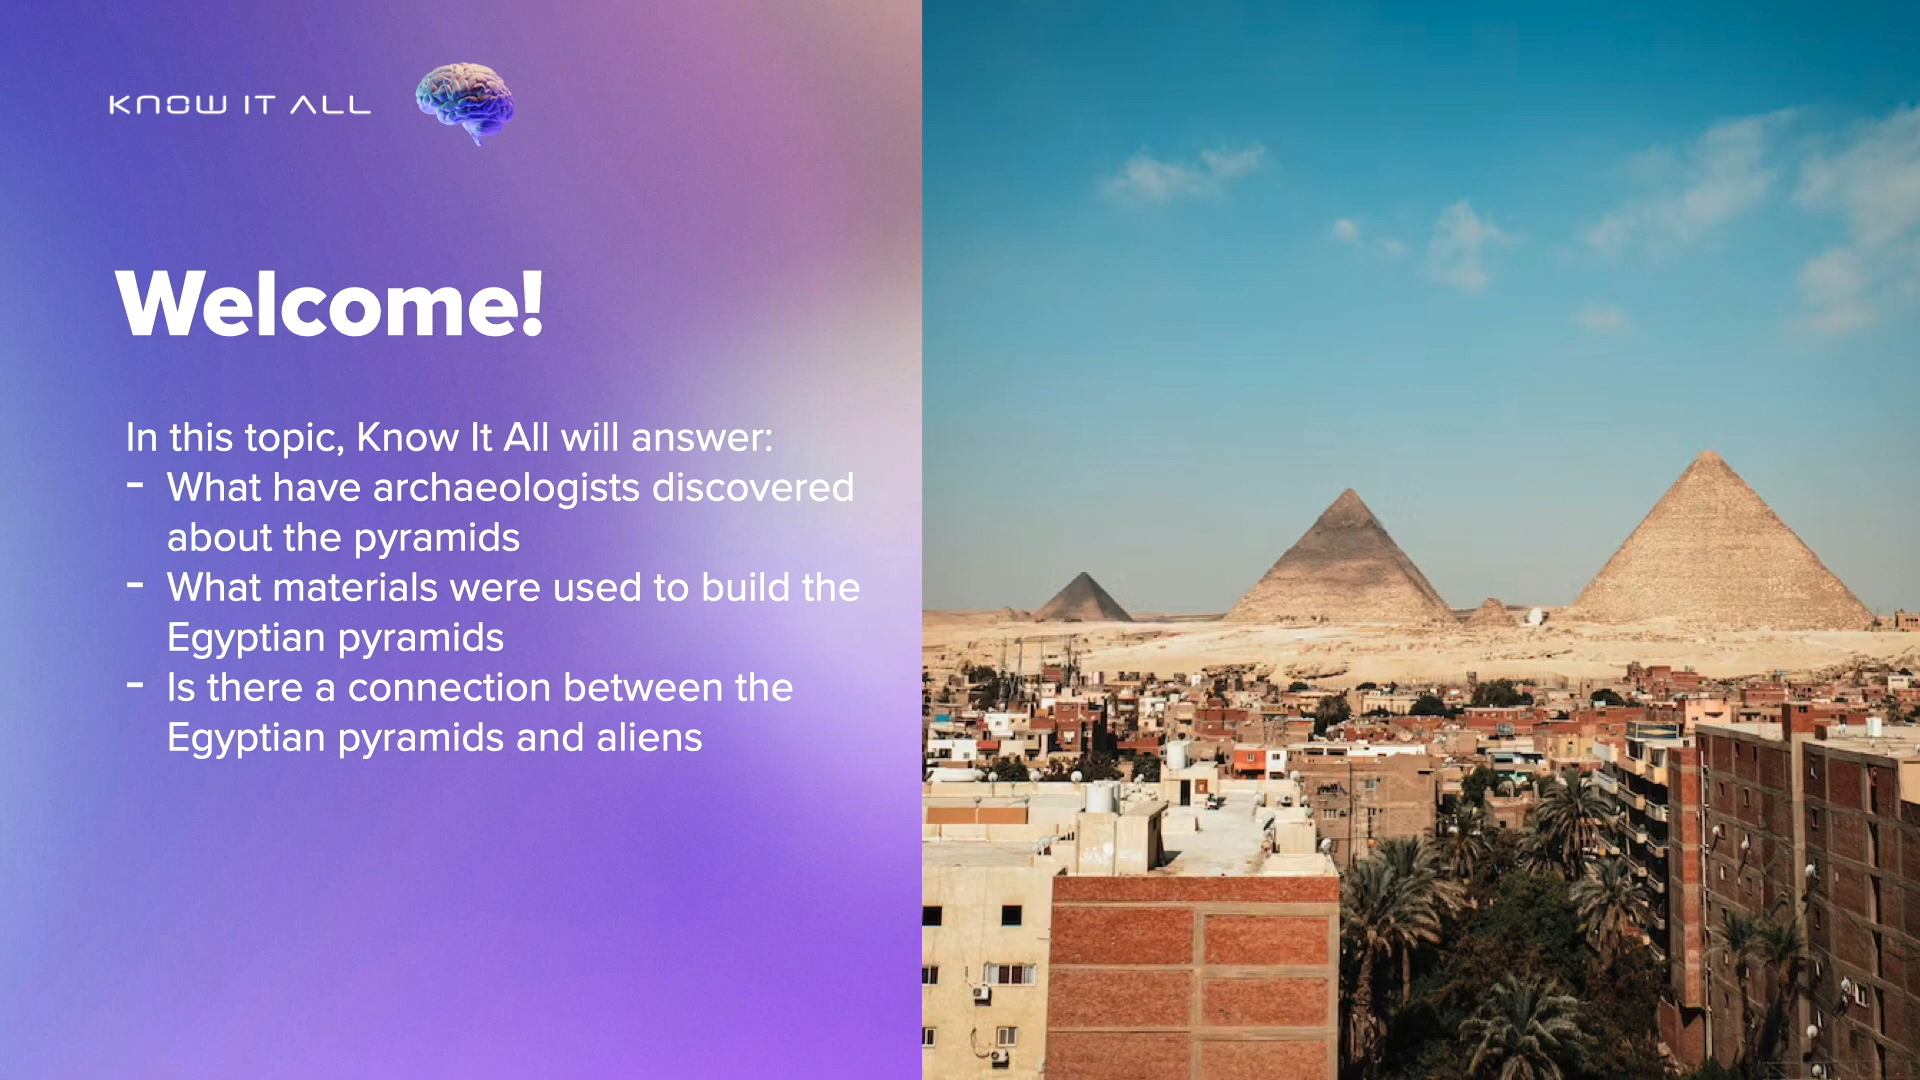 KNOW IT ALL
Welcome!
In this topic, Know It All will answer:
- What have archaeologists discovered
about the pyramids
- What materials were used to build the
Egyptian pyramids
- Is there a connection between the
Egyptian pyramids and aliens